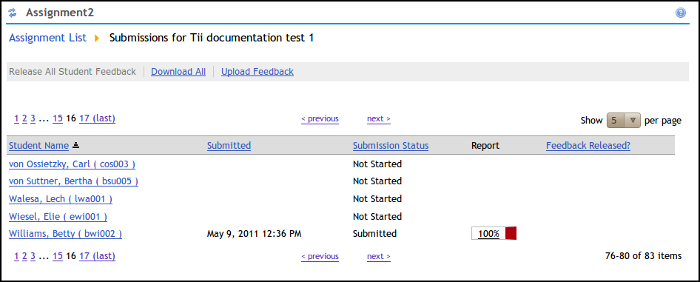 Assignment2
Assignment List Submissions for Tii documentation test 1
Release All Student Feedback Download All Upload Feedback
1 2 3 ... 15 16 17 (last) < previous next > Show 5 per page
Student Name Submitted Submission Status Report Feedback Released?
von Ossietzky, Carl ( cos003 ) Not Started
von Suttner, Bertha ( bsu005 ) Not Started
Walesa, Lech ( lwa001 ) Not Started
Wiesel, Elie ( ewi001 ) Not Started
Williams, Betty ( bwi002 ) May 9, 2011 12:36 PM Submitted 100%
1 2 3 ... 15 16 17 (last) < previous next > 76-80 of 83 items